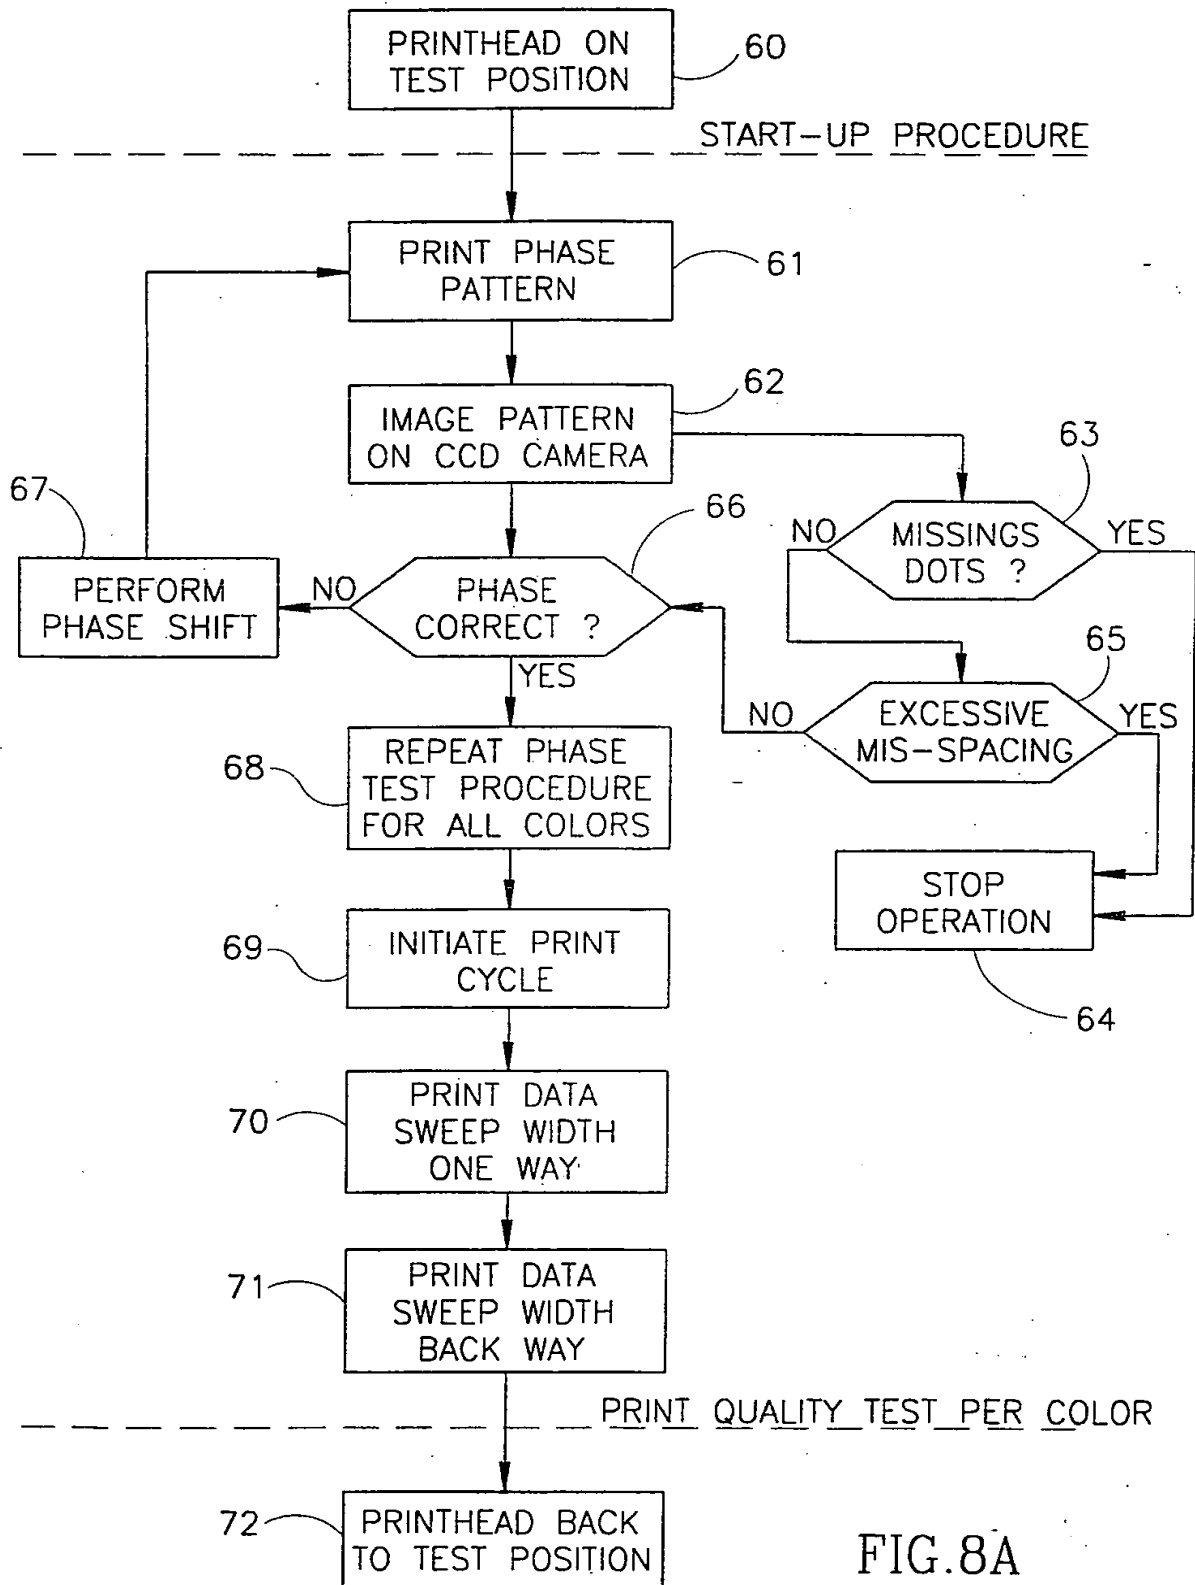 PRINTHEAD ON
TEST POSITION
60
START-UP PROCEDURE
PRINT PHASE
PATTERN
61
IMAGE PATTERN
ON CCD CAMERA
62
63
MISSINGS
DOTS ?
NO
YES
66
67
PERFORM
PHASE SHIFT
NO
PHASE
CORRECT ?
YES
65
NO
EXCESSIVE
MIS-SPACING
YES
68
REPEAT PHASE
TEST PROCEDURE
FOR ALL COLORS
STOP
OPERATION
64
69
INITIATE PRINT
CYCLE
70
PRINT DATA
SWEEP WIDTH
ONE WAY
71
PRINT DATA
SWEEP WIDTH
BACK WAY
PRINT QUALITY TEST PER COLOR
72
PRINTHEAD BACK
TO TEST POSITION
FIG.8A